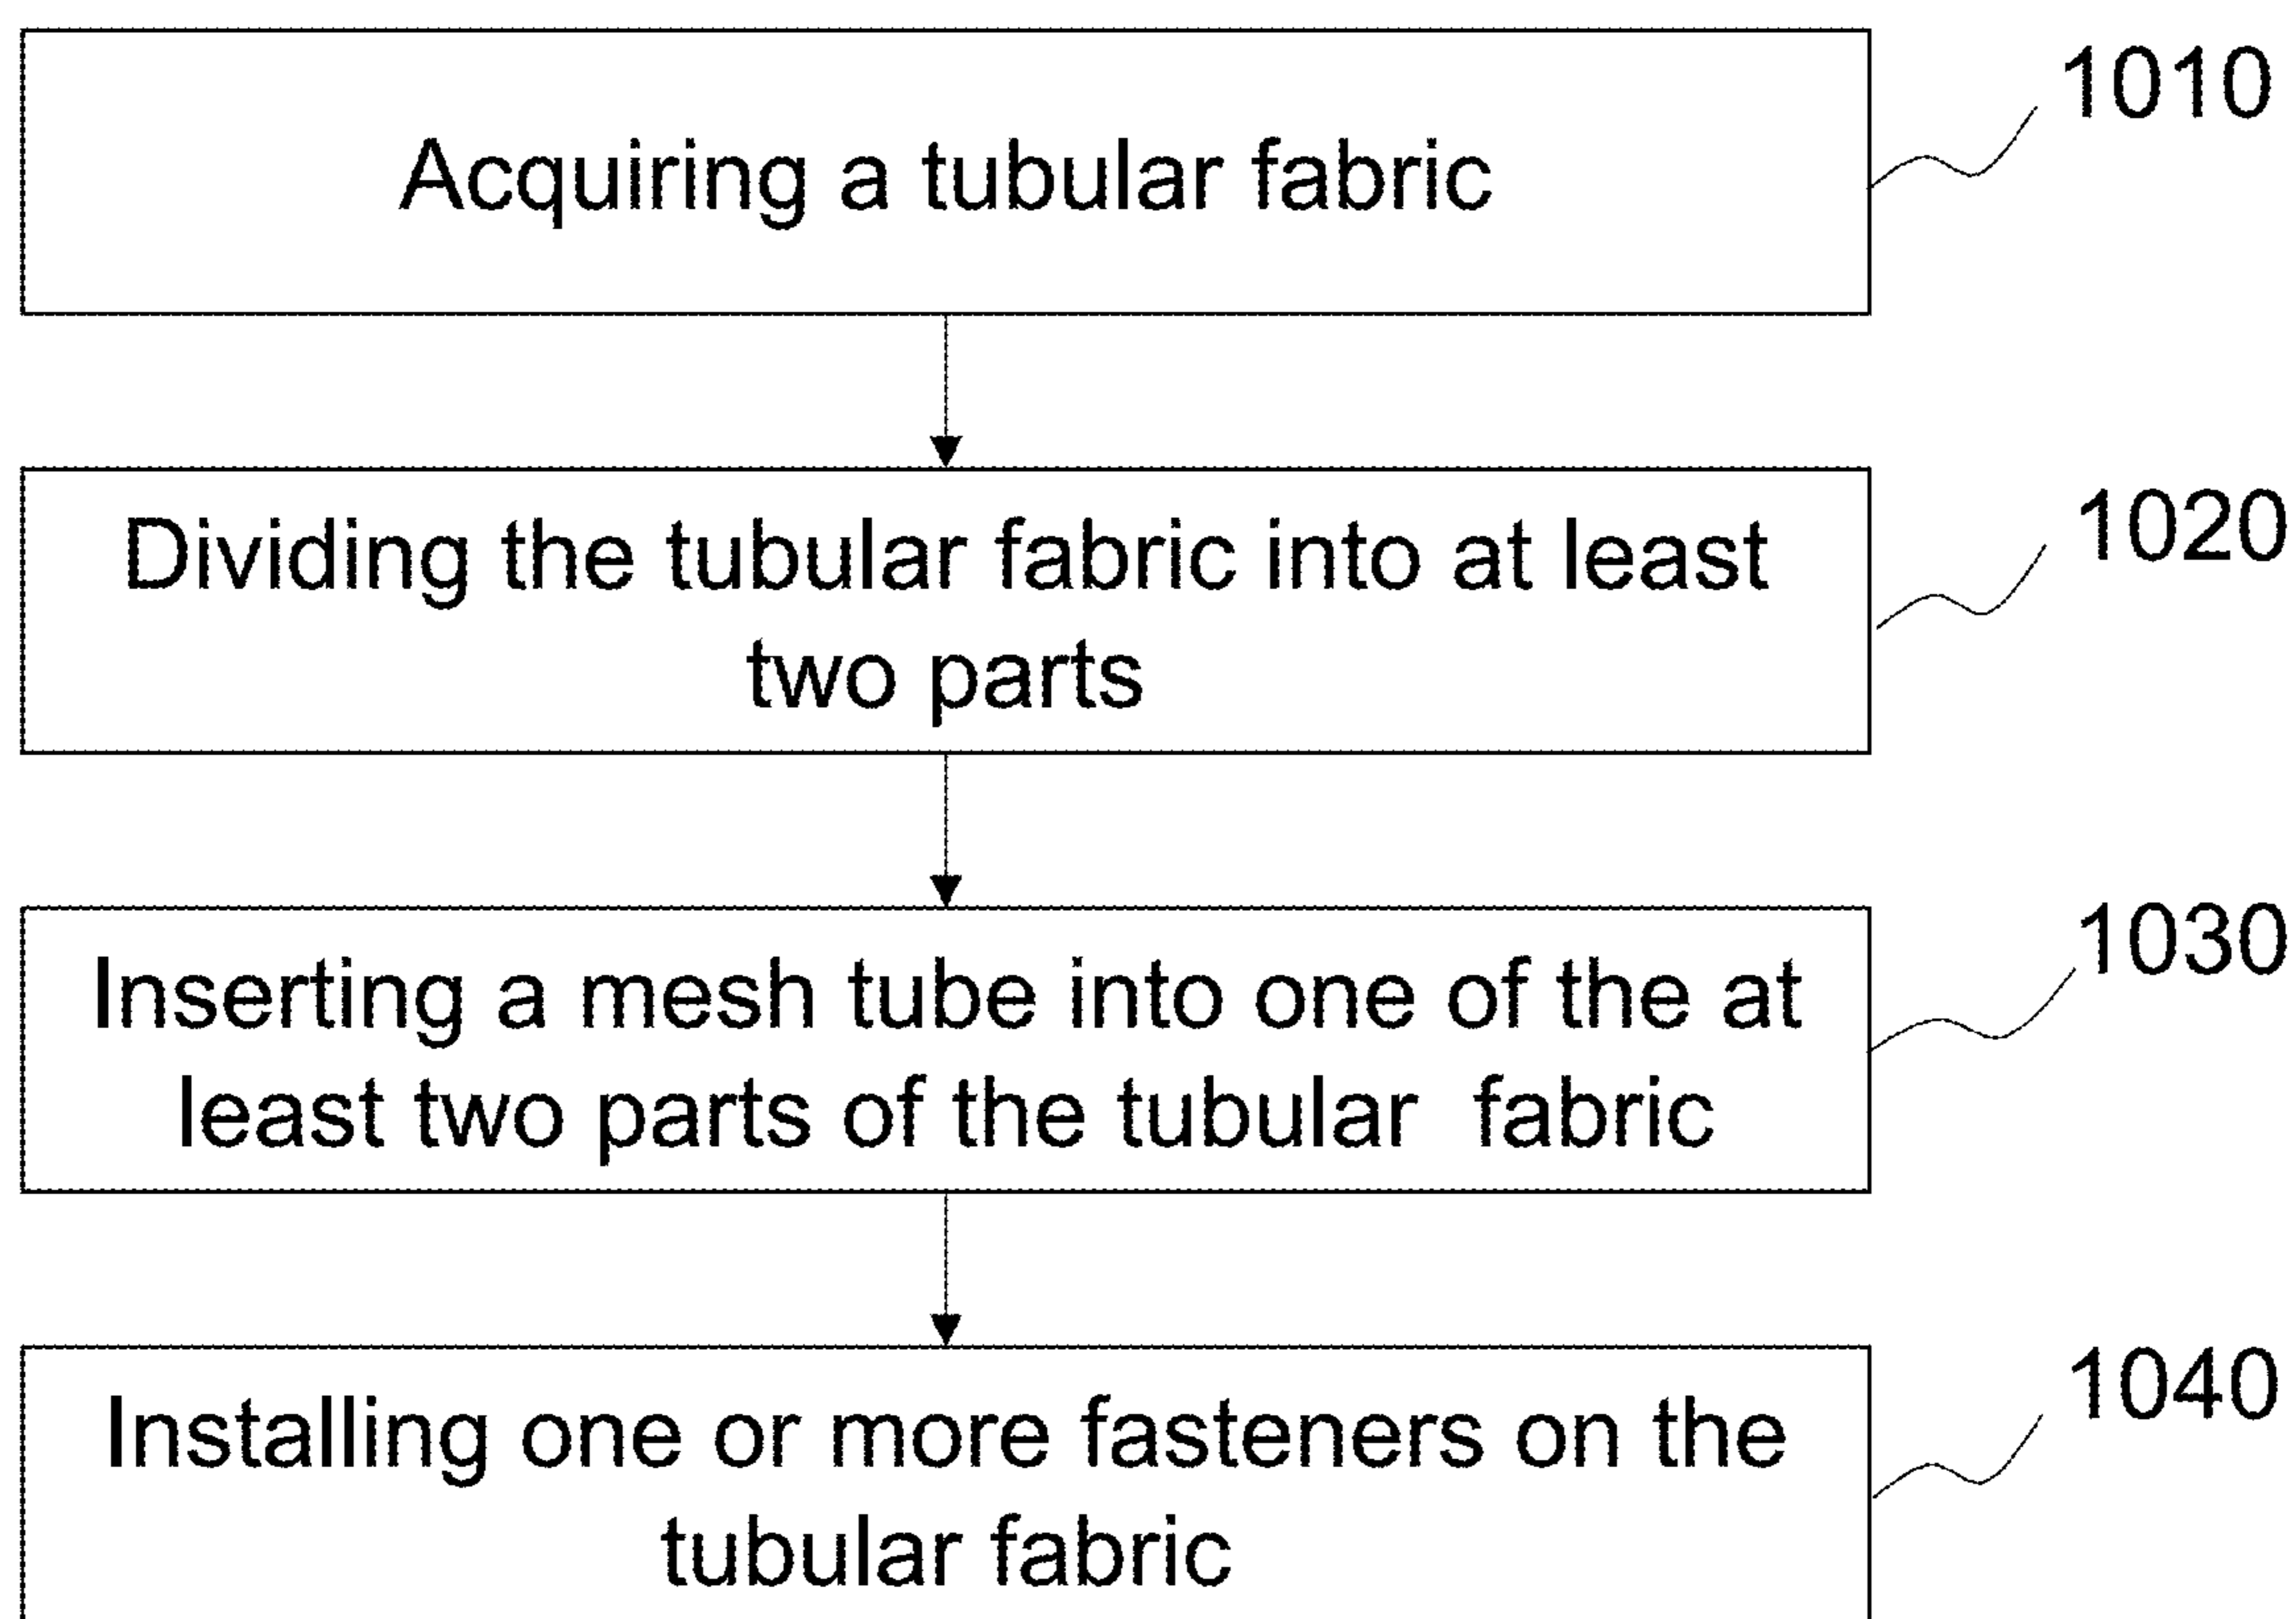 Acquiring a tubular fabric
1010
Dividing the tubular fabric into at least
two parts
1020
Inserting a mesh tube into one of the at
least two parts of the tubular  fabric
1030
Installing one or more fasteners on the
tubular fabric
1040